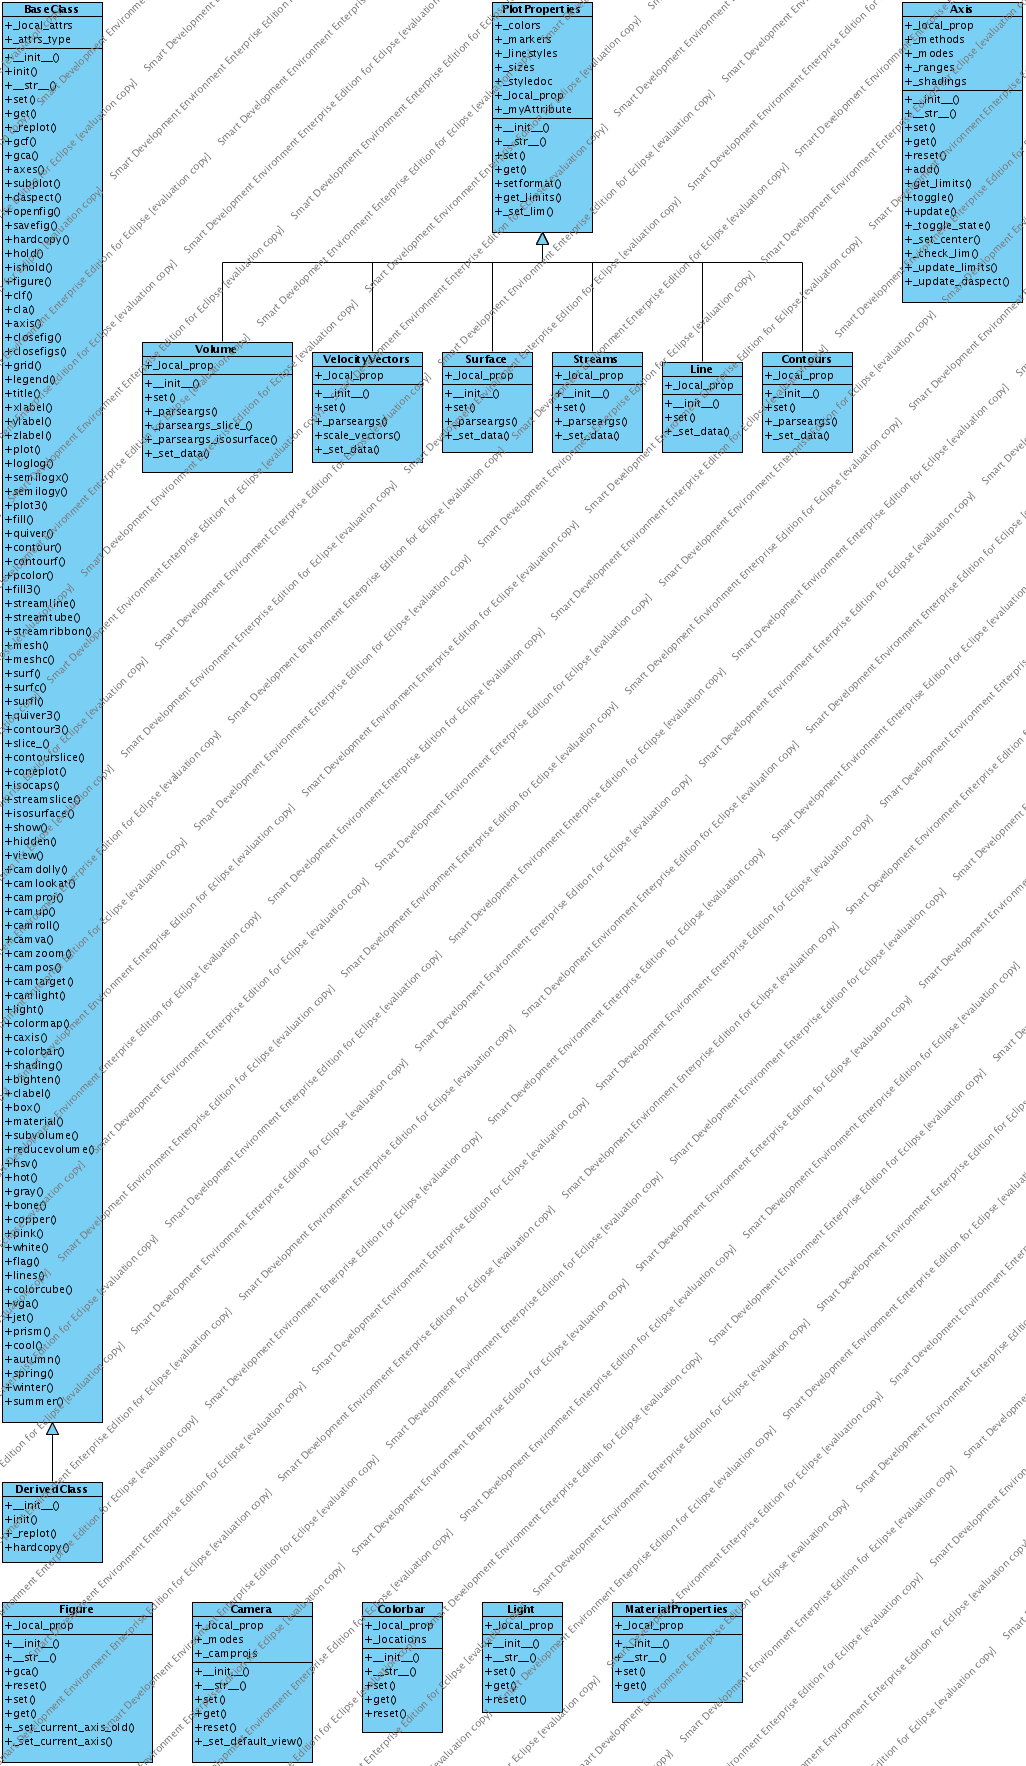 BaseClass
+_local_attrs
+_attrs_type
+__init__()
+init()
+__str__()
+set()
+get()
+_replot()
+gcf()
+gca()
+axes()
+subplot()
+daspect()
+openfig()
+savefig()
+hardcopy()
+hold()
+ishold()
+figure()
+clf()
+cla()
+axis()
+closefig()
+closefigs()
+grid()
+legend()
+title()
+xlabel()
+ylabel()
+zlabel()
+plot()
+loglog()
+semilogx()
+semilogy()
+plot3()
+fill()
+quiver()
+contour()
+contourf()
+pcolor()
+fill3()
+streamline()
+streamtube()
+streamribbon()
+mesh()
+meshc()
+surf()
+surfc()
+surfl()
+quiver3()
+contour3()
+slice_()
+contourslice()
+coneplot()
+isocaps()
+streamslice()
+isosurface()
+show()
+hidden()
+view()
+camdolly()
+camlookat()
+camproj()
+camup()
+camroll()
+camva()
+camzoom()
+campos()
+camtarget()
+camlight()
+light()
+colormap()
+caxis()
+colorbar()
+shading()
+brighten()
+clabel()
+box()
+material()
+subvolume()
+reducevolume()
+hsv()
+hot()
+gray()
+bone()
+copper()
+pink()
+white()
+flag()
+lines()
+colorcube()
+vga()
+jet()
+prism()
+cool()
+autumn()
+spring()
+winter()
+summer()
DerivedClass
+__init__()
+init()
+_replot()
+hardcopy()
PlotProperties
+_colors
+_markers
+_linestyles
+_sizes
+_styledoc
+_local_prop
+_myAttribute
+__init__()
+__str__()
+set()
+get()
+setformat()
+get_limits()
+_set_lim()
Axis
+_local_prop
+_methods
+_modes
+_ranges
+_shadings
+__init__()
+__str__()
+set()
+get()
+reset()
+add()
+get_limits()
+toggle()
+update()
+_toggle_state()
+_set_center()
+_check_lim()
+_update_limits()
+_update_daspect()
Volume
+_local_prop
+__init__()
+set()
+_parseargs()
+_parseargs_slice_()
+_parseargs_isosurface()
+_set_data()
VelocityVectors
+_local_prop
+__init__()
+set()
+_parseargs()
+scale_vectors()
+_set_data()
Surface
+_local_prop
+__init__()
+set()
+_parseargs()
+_set_data()
Streams
+_local_prop
+__init__()
+set()
+_parseargs()
+_set_data()
Line
+_local_prop
+__init__()
+set()
+_set_data()
Contours
+_local_prop
+__init__()
+set()
+_parseargs()
+_set_data()
Figure
+_local_prop
+__init__()
+__str__()
+gca()
+reset()
+set()
+get()
+_set_current_axis_old()
+_set_current_axis()
Camera
+_local_prop
+_modes
+_camprojs
+__init__()
+__str__()
+set()
+get()
+reset()
+_set_default_view()
Colorbar
+_local_prop
+_locations
+__init__()
+__str__()
+set()
+get()
+reset()
Light
+_local_prop
+__init__()
+__str__()
+set()
+get()
+reset()
MaterialProperties
+_local_prop
+__init__()
+__str__()
+set()
+get()
Smart Development Environment Enterprise Edition for Eclipse [evaluation copy]